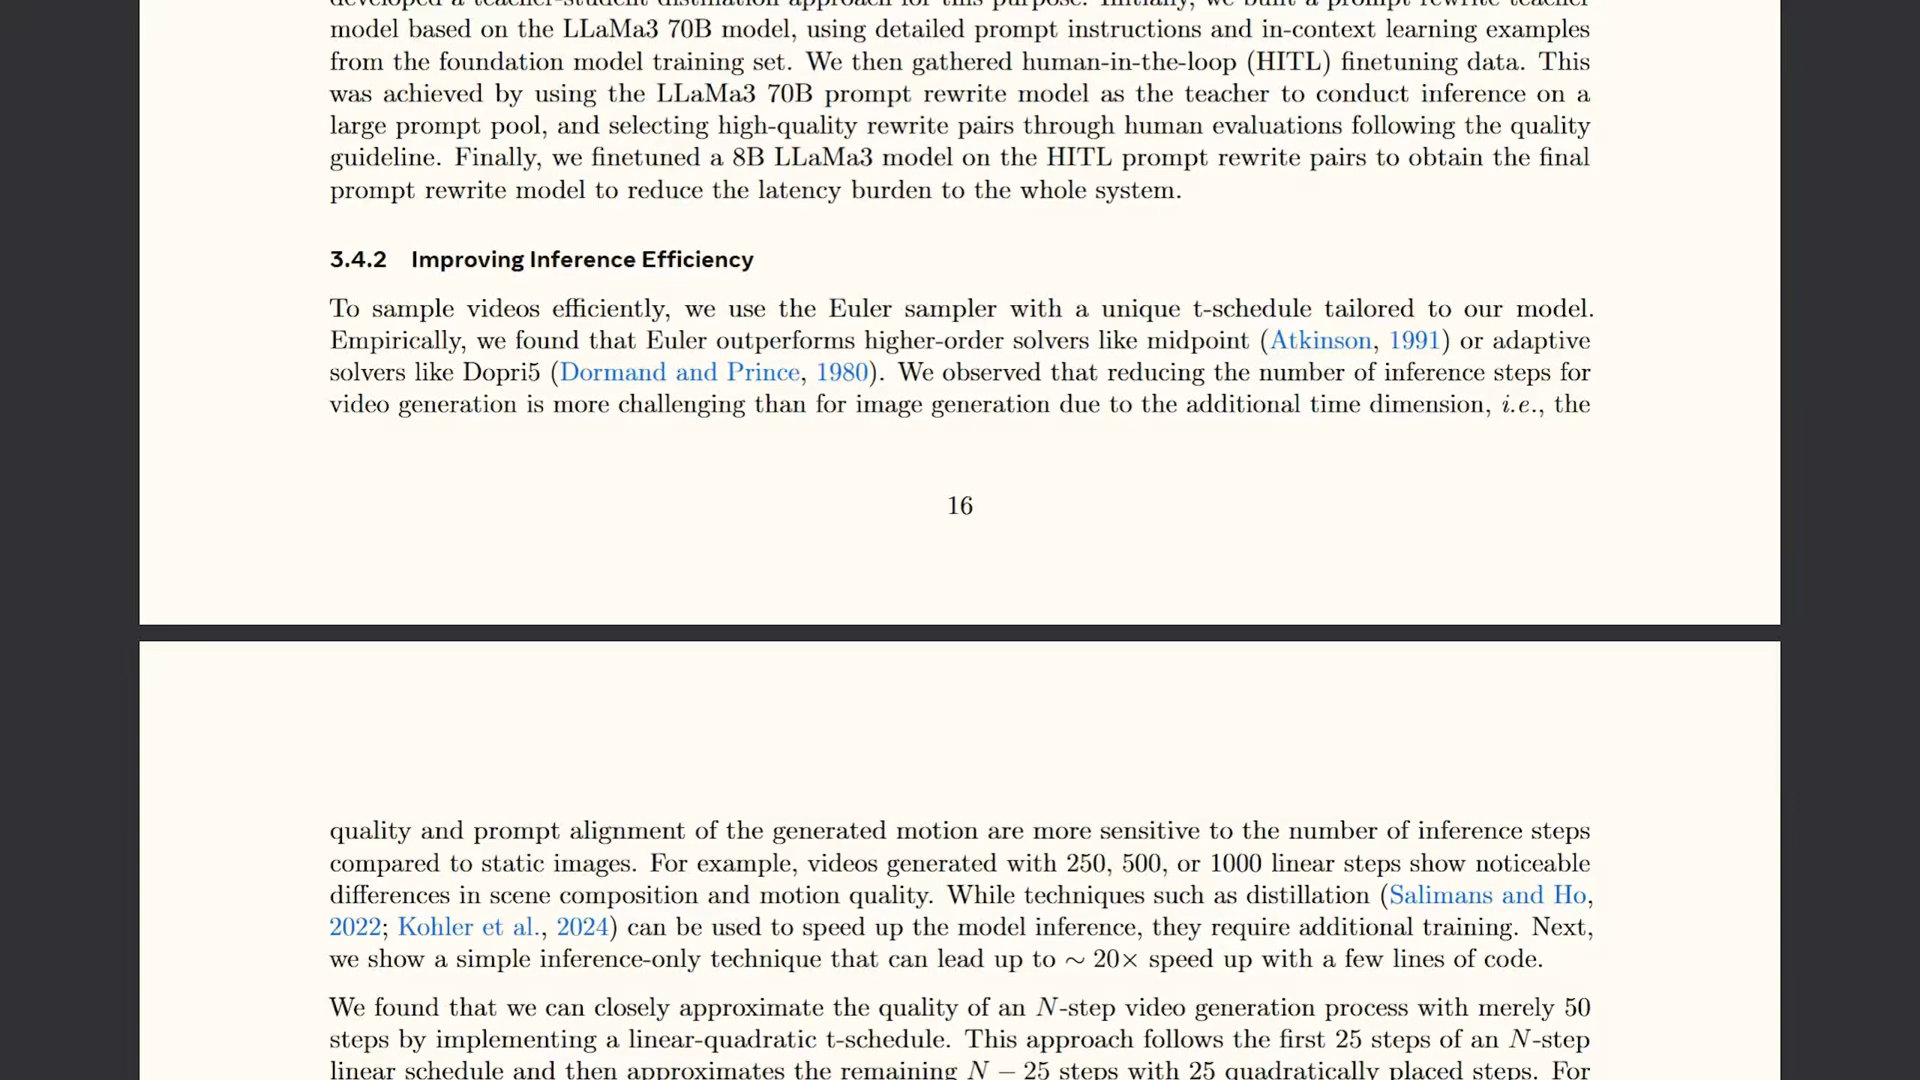 developed a teacher-student distillation approach for this purpose. Initially, we built a prompt rewrite teacher
model based on the LLaMa3 70B model, using detailed prompt instructions and in-context learning examples
from the foundation model training set. We then gathered human-in-the-loop (HITL) finetuning data. This
was achieved by using the LLaMa3 70B prompt rewrite model as the teacher to conduct inference on a
large prompt pool, and selecting high-quality rewrite pairs through human evaluations following the quality
guideline. Finally, we finetuned a 8B LLaMa3 model on the HITL prompt rewrite pairs to obtain the final
prompt rewrite model to reduce the latency burden to the whole system.
3.4.2 Improving Inference Efficiency
To sample videos efficiently, we use the Euler sampler with a unique t-schedule tailored to our model.
Empirically, we found that Euler outperforms higher-order solvers like midpoint (Atkinson, 1991) or adaptive
solvers like Dopri5 (Dormand and Prince, 1980). We observed that reducing the number of inference steps for
video generation is more challenging than for image generation due to the additional time dimension, i.e., the
16
quality and prompt alignment of the generated motion are more sensitive to the number of inference steps
compared to static images. For example, videos generated with 250, 500, or 1000 linear steps show noticeable
differences in scene composition and motion quality. While techniques such as distillation (Salimans and Ho,
2022; Kohler et al., 2024) can be used to speed up the model inference, they require additional training. Next,
we show a simple inference-only technique that can lead up to ∼ 20× speed up with a few lines of code.
We found that we can closely approximate the quality of an N-step video generation process with merely 50
steps by implementing a linear-quadratic t-schedule. This approach follows the first 25 steps of an N-step
linear schedule and then approximates the remaining N − 25 steps with 25 quadratically placed steps. For